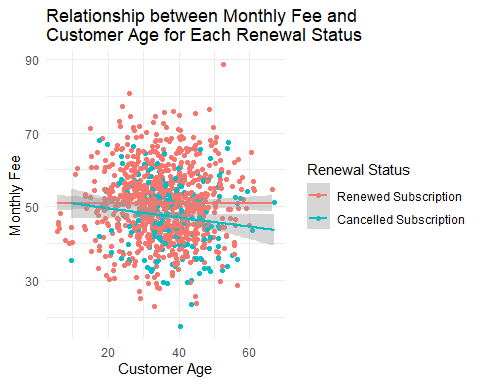 Relationship between Monthly Fee and
Customer Age for Each Renewal Status
90
70
50
30
Monthly Fee
20
40
60
Customer Age
Renewal Status
Renewed Subscription
Cancelled Subscription